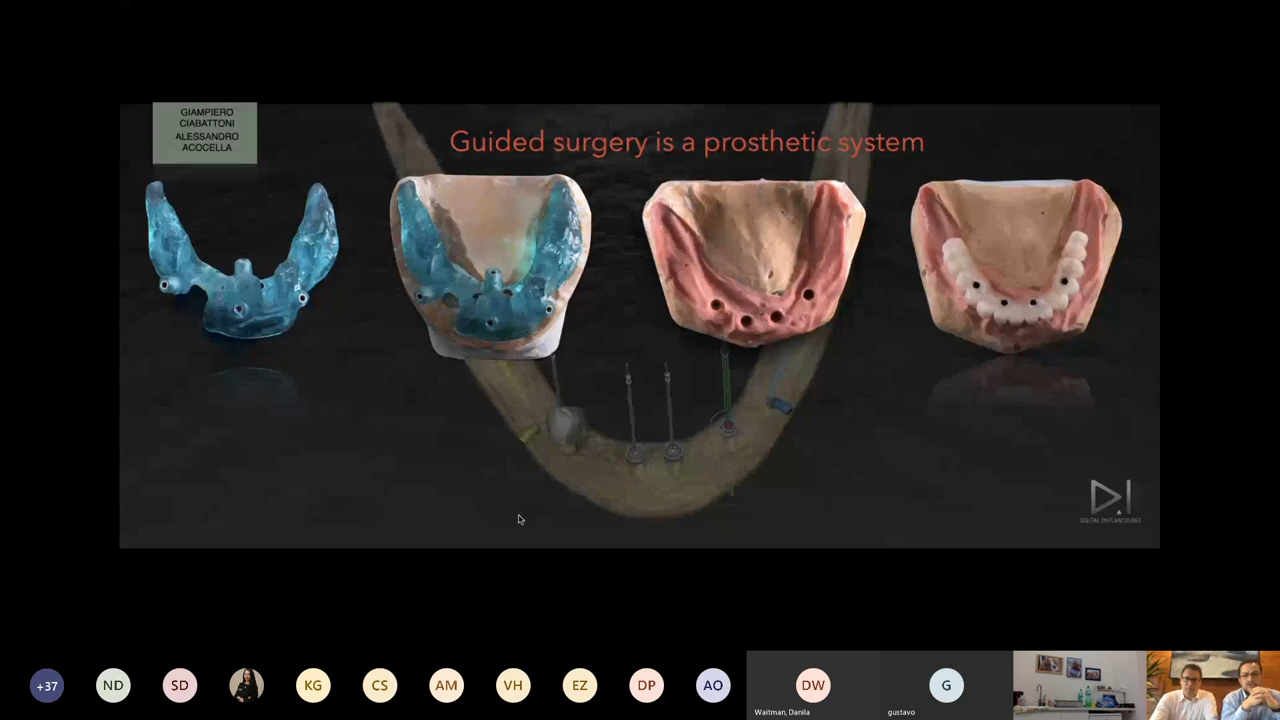 GIAMPIERO
CIABATTONI
ALESSANDRO
ACOCELLA
Guided surgery is a prosthetic system
DIGITAL IMPLANTOLOGY
+37
ND
SD
KG
CS
AM
VH
EZ
DP
AO
DW
Waitman, Danila
G
gustavo